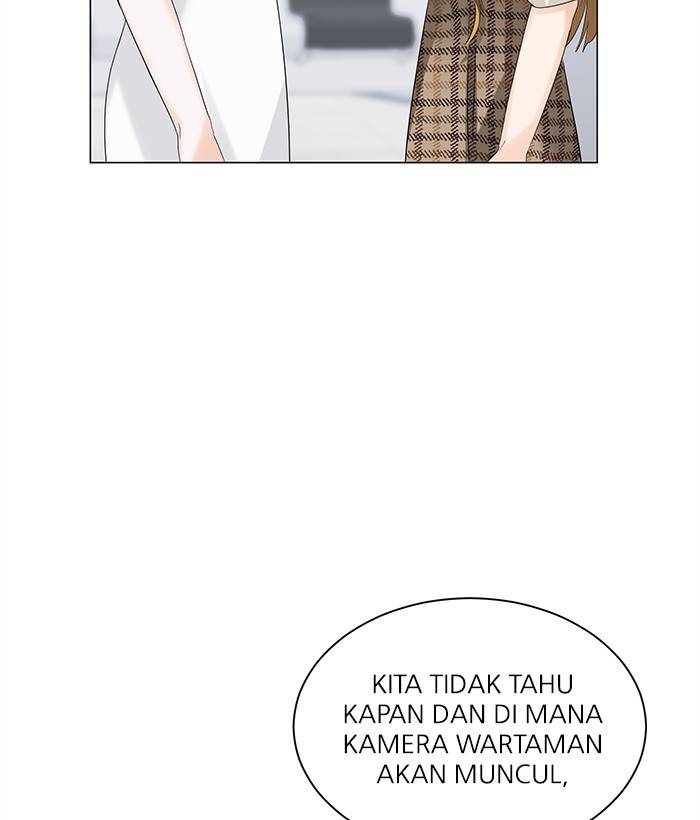 KITA TIDAK TAHU
KAPAN DAN DI MANA
KAMERA WARTAMAN
AKAN MUNCUL,